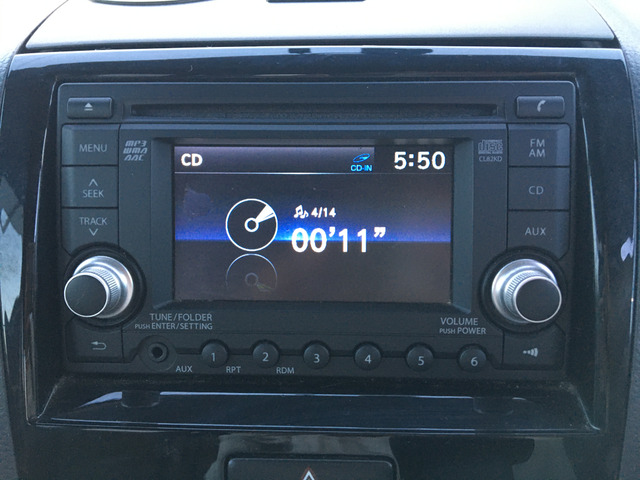 MENU
MP3
WMA
AAC
CL82KD
FM
AM
CD
CD-IN
5:50
SEEK
CD
4/14
TRACK
00'11"
AUX
TUNE/FOLDER
PUSH ENTER/SETTING
VOLUME
PUSH POWER
1 2 3 4 5 6
AUX RPT RDM